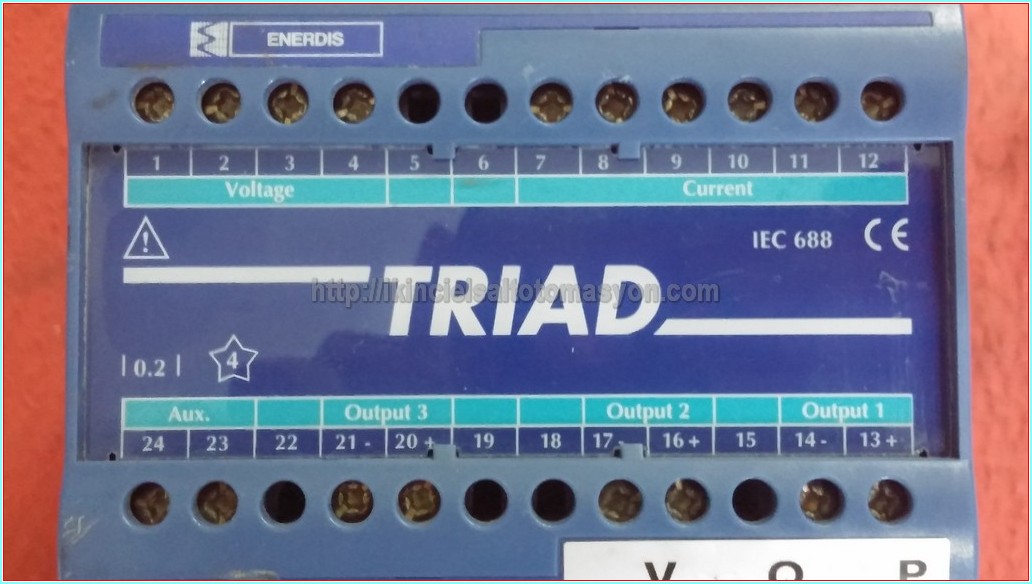 ENERDIS
1 2 3 4 5 6 7 8 9 10 11 12
Voltage Current
IEC 688 CE
TRIAD
http://ikincielsaltotomasyon.com
0.2 4
Aux. Output 3 Output 2 Output 1
24 23 22 21 - 20 + 19 18 17 - 16 + 15 14 - 13 +
V O P